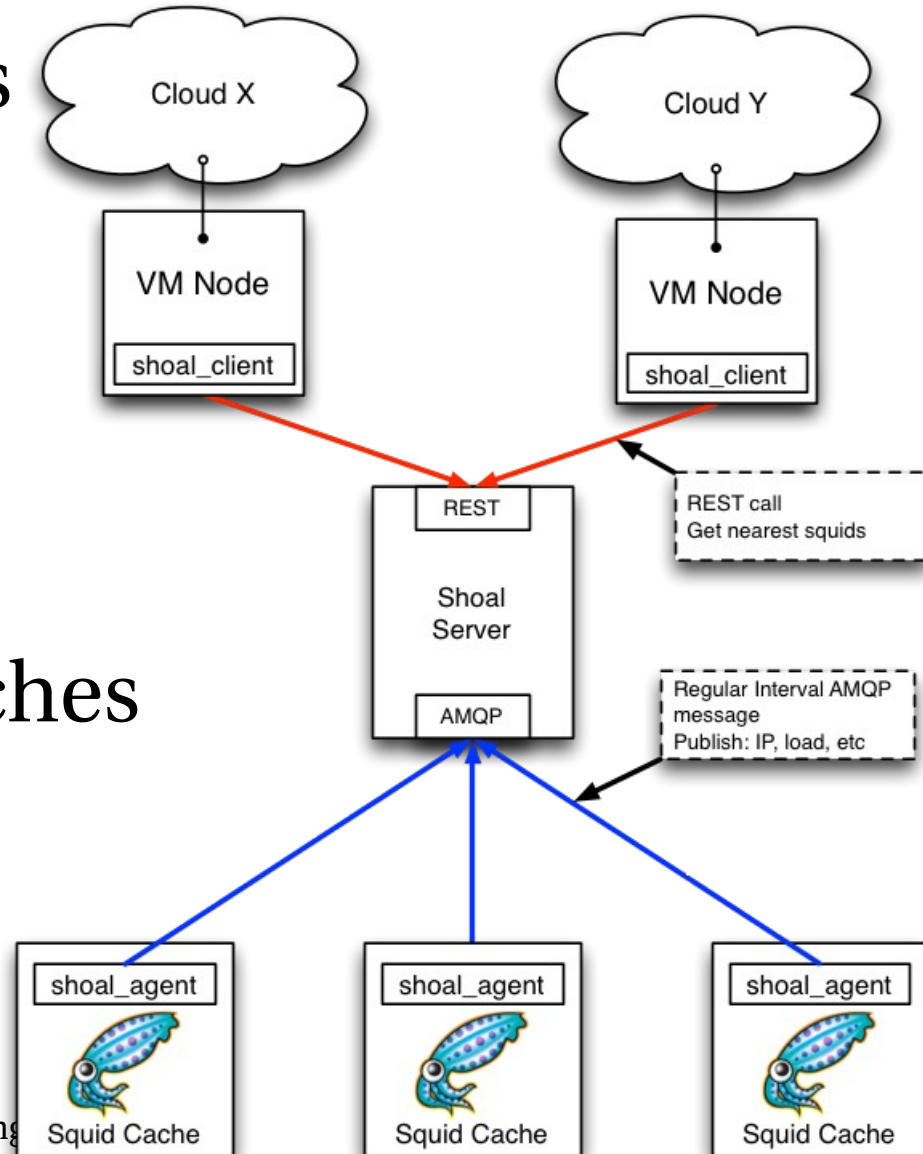 s
Cloud X
Cloud Y
VM Node
VM Node
shoal_client
shoal_client
REST
REST call
Get nearest squids
Shoal
Server
ches
Regular Interval AMQP
message
Publish: IP, load, etc
AMQP
shoal_agent
shoal_agent
shoal_agent
ng
Squid Cache
Squid Cache
Squid Cache